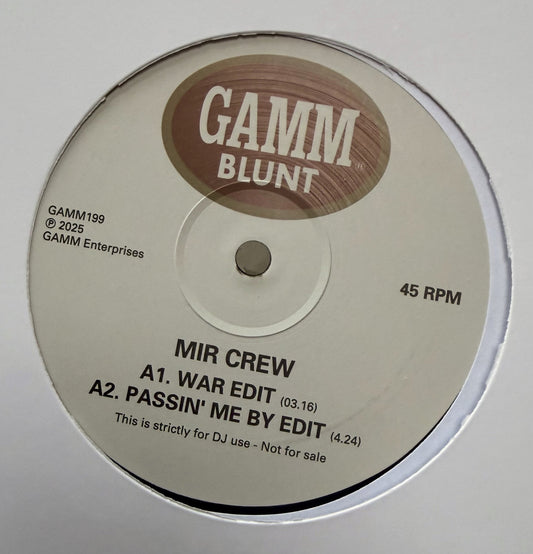 GAMM
BLUNT
GAMM199
℗ 2025
GAMM Enterprises
45 RPM
MIR CREW
A1. WAR EDIT (03.16)
A2. PASSIN' ME BY EDIT (4.24)
This is strictly for DJ use - Not for sale